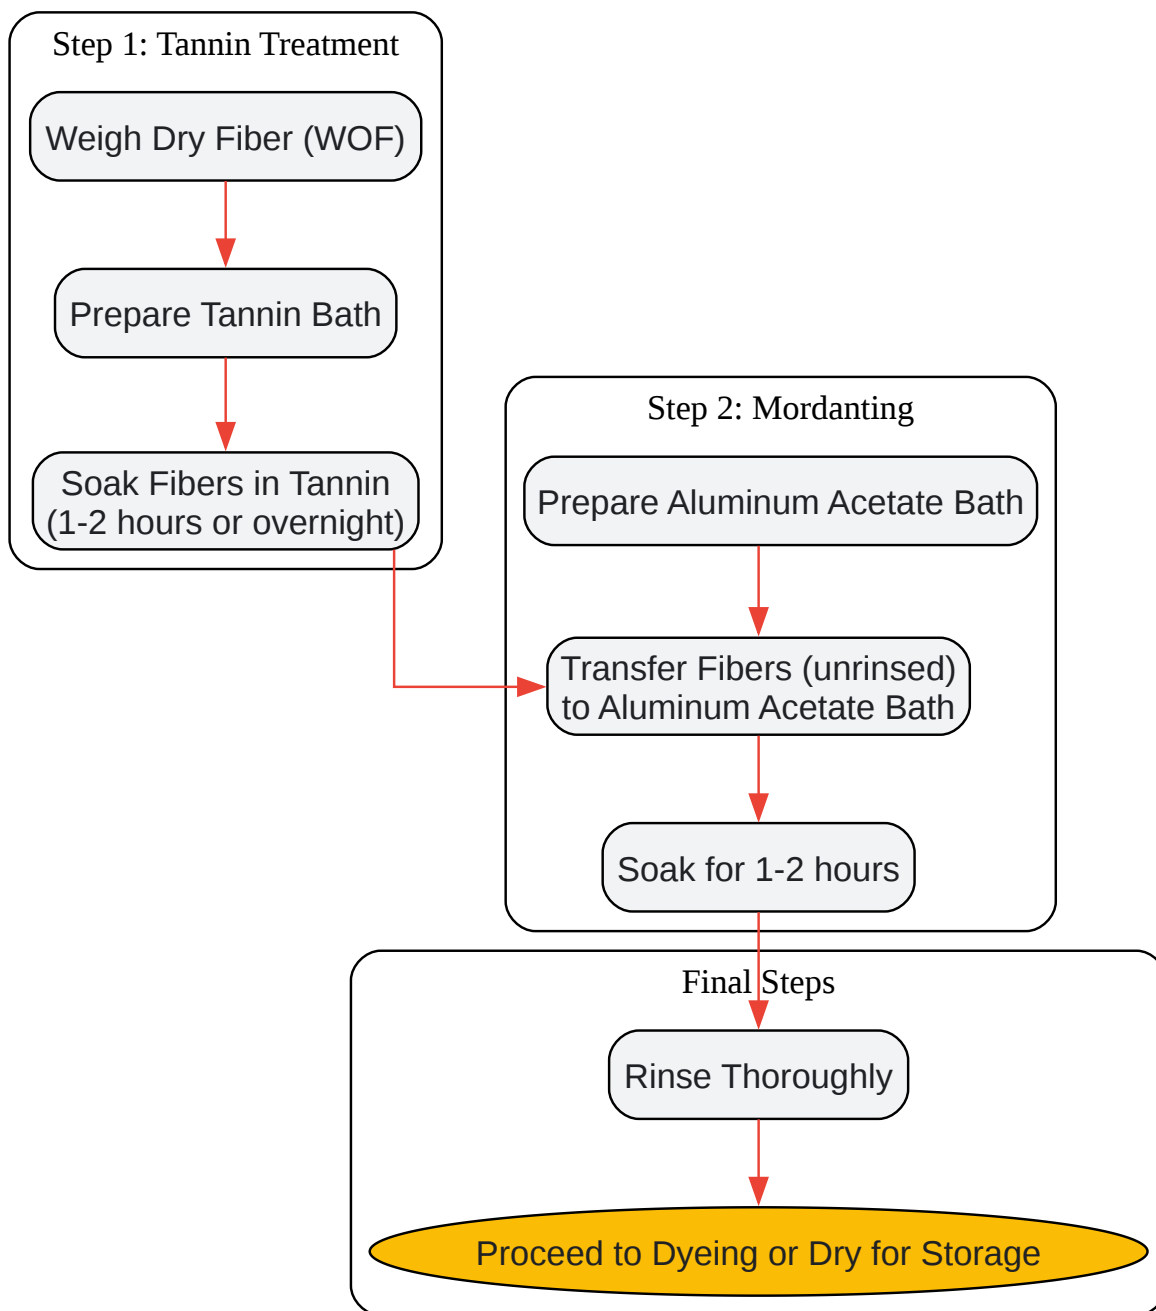 Step 1: Tannin Treatment
Weigh Dry Fiber (WOF)
Prepare Tannin Bath
Soak Fibers in Tannin
(1-2 hours or overnight)
Step 2: Mordanting
Prepare Aluminum Acetate Bath
Transfer Fibers (unrinsed)
to Aluminum Acetate Bath
Soak for 1-2 hours
Final Steps
Rinse Thoroughly
Proceed to Dyeing or Dry for Storage